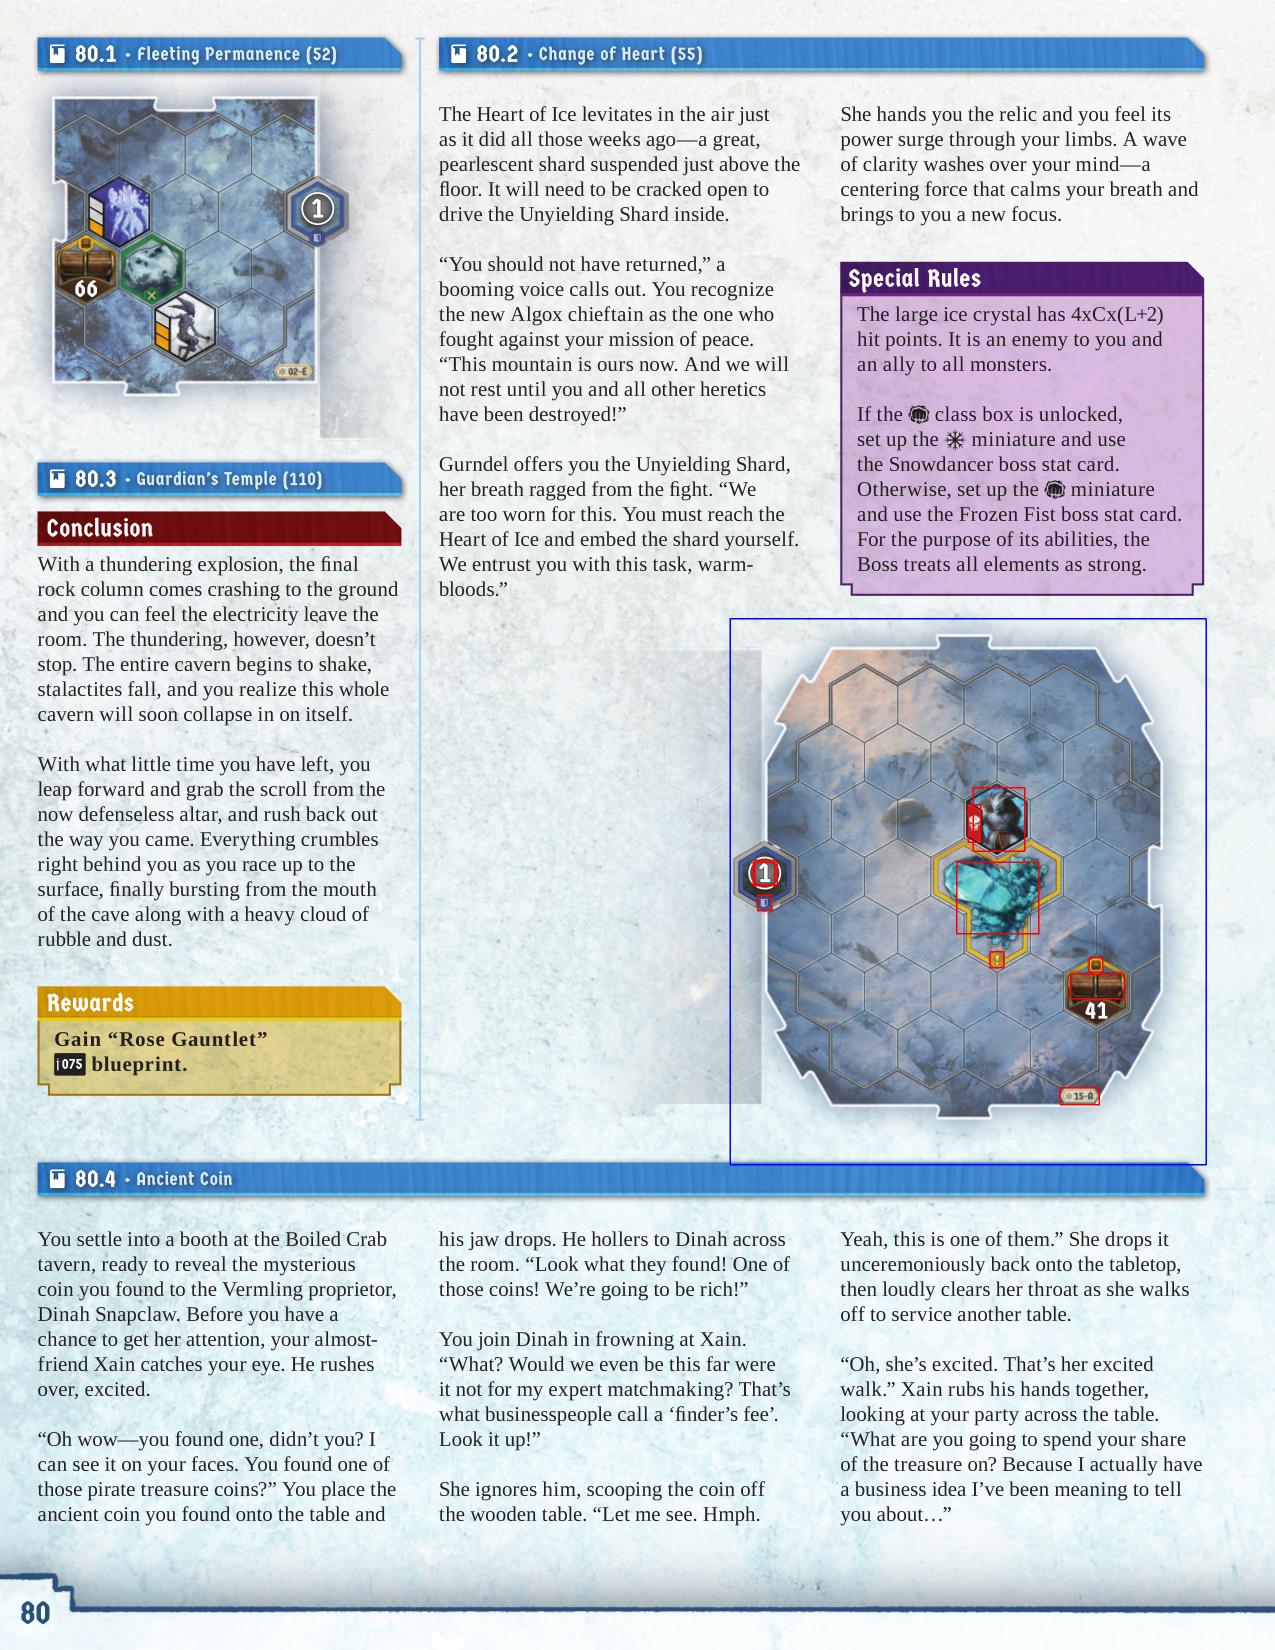 80.1 • Fleeting Permanence (52)
66
1
02-E
80.3 • Guardian’s Temple (110)
Conclusion
With a thundering explosion, the final
rock column comes crashing to the ground
and you can feel the electricity leave the
room. The thundering, however, doesn’t
stop. The entire cavern begins to shake,
stalactites fall, and you realize this whole
cavern will soon collapse in on itself.
With what little time you have left, you
leap forward and grab the scroll from the
now defenseless altar, and rush back out
the way you came. Everything crumbles
right behind you as you race up to the
surface, finally bursting from the mouth
of the cave along with a heavy cloud of
rubble and dust.
Rewards
Gain “Rose Gauntlet”
075 blueprint.
80.2 • Change of Heart (55)
The Heart of Ice levitates in the air just
as it did all those weeks ago—a great,
pearlescent shard suspended just above the
floor. It will need to be cracked open to
drive the Unyielding Shard inside.
“You should not have returned,” a
booming voice calls out. You recognize
the new Algox chieftain as the one who
fought against your mission of peace.
“This mountain is ours now. And we will
not rest until you and all other heretics
have been destroyed!”
Gurndel offers you the Unyielding Shard,
her breath ragged from the fight. “We
are too worn for this. You must reach the
Heart of Ice and embed the shard yourself.
We entrust you with this task, warm-
bloods.”
She hands you the relic and you feel its
power surge through your limbs. A wave
of clarity washes over your mind—a
centering force that calms your breath and
brings to you a new focus.
Special Rules
The large ice crystal has 4xCx(L+2)
hit points. It is an enemy to you and
an ally to all monsters.
If the class box is unlocked,
set up the miniature and use
the Snowdancer boss stat card.
Otherwise, set up the miniature
and use the Frozen Fist boss stat card.
For the purpose of its abilities, the
Boss treats all elements as strong.
1
!
41
15-A
80.4 • Ancient Coin
You settle into a booth at the Boiled Crab
tavern, ready to reveal the mysterious
coin you found to the Vermling proprietor,
Dinah Snapclaw. Before you have a
chance to get her attention, your almost-
friend Xain catches your eye. He rushes
over, excited.
“Oh wow—you found one, didn’t you? I
can see it on your faces. You found one of
those pirate treasure coins?” You place the
ancient coin you found onto the table and
his jaw drops. He hollers to Dinah across
the room. “Look what they found! One of
those coins! We’re going to be rich!”
You join Dinah in frowning at Xain.
“What? Would we even be this far were
it not for my expert matchmaking? That’s
what businesspeople call a ‘finder’s fee’.
Look it up!”
She ignores him, scooping the coin off
the wooden table. “Let me see. Hmph.
Yeah, this is one of them.” She drops it
unceremoniously back onto the tabletop,
then loudly clears her throat as she walks
off to service another table.
“Oh, she’s excited. That’s her excited
walk.” Xain rubs his hands together,
looking at your party across the table.
“What are you going to spend your share
of the treasure on? Because I actually have
a business idea I’ve been meaning to tell
you about…”
80